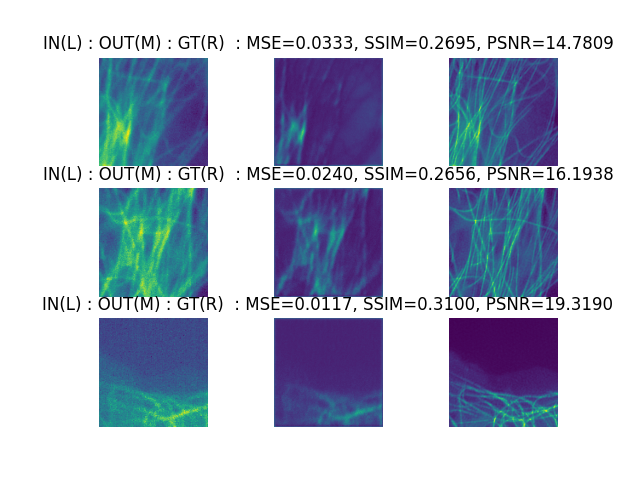 IN(L) : OUT(M) : GT(R)  : MSE=0.0333, SSIM=0.2695, PSNR=14.7809
IN(L) : OUT(M) : GT(R)  : MSE=0.0240, SSIM=0.2656, PSNR=16.1938
IN(L) : OUT(M) : GT(R)  : MSE=0.0117, SSIM=0.3100, PSNR=19.3190